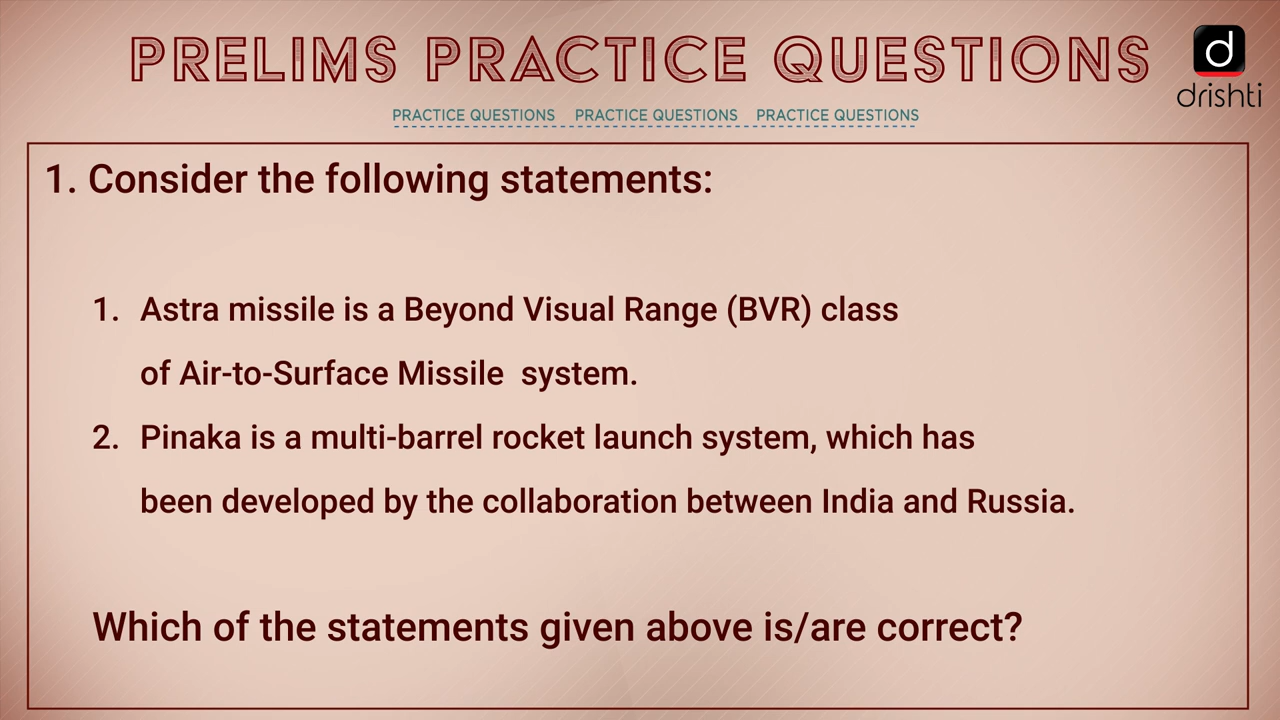 PRELIMS PRACTICE QUESTIONS
drishti
PRACTICE QUESTIONS PRACTICE QUESTIONS PRACTICE QUESTIONS
1. Consider the following statements:
1. Astra missile is a Beyond Visual Range (BVR) class
of Air-to-Surface Missile system.
2. Pinaka is a multi-barrel rocket launch system, which has
been developed by the collaboration between India and Russia.
Which of the statements given above is/are correct?